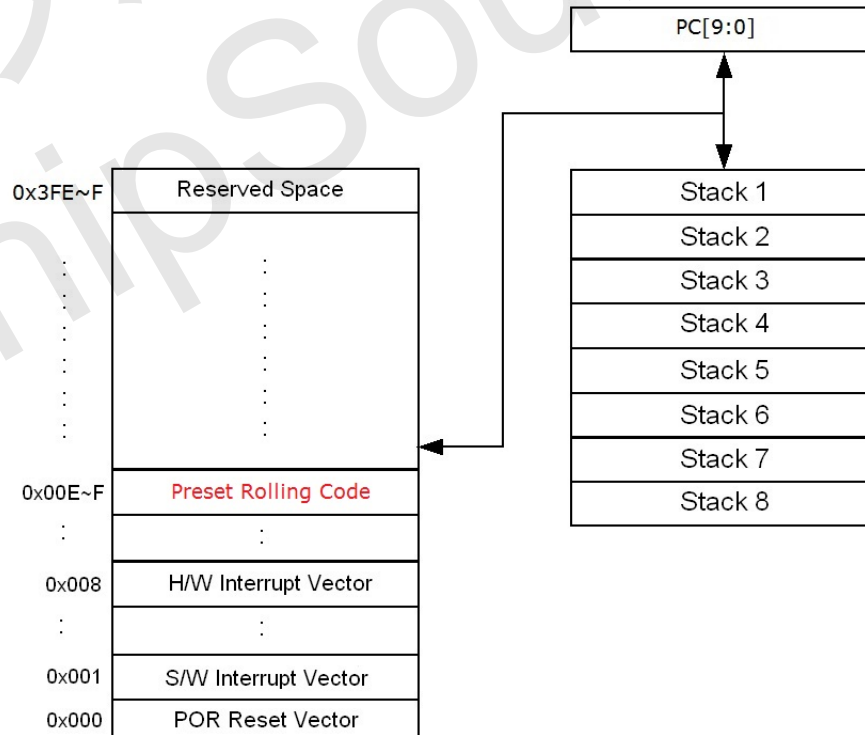 PC[9:0]
0x3FE~F Reserved Space
Stack 1
Stack 2
Stack 3
Stack 4
Stack 5
Stack 6
Stack 7
Stack 8
0x00E~F Preset Rolling Code
0x008 H/W Interrupt Vector
0x001 S/W Interrupt Vector
0x000 POR Reset Vector